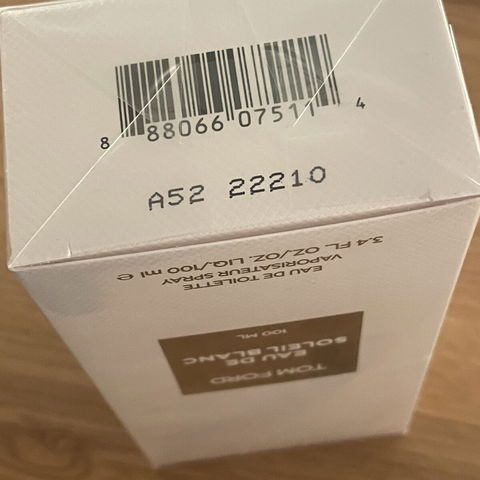 8 88066 07511 4
A52 22210
TOM FORD
EAU DE
SOLEIL BLANC
100 ML
EAU DE TOILETTE
VAPORISATEUR SPRAY
3.4 FL. OZ./OZ. LIQ./100 ml ℮